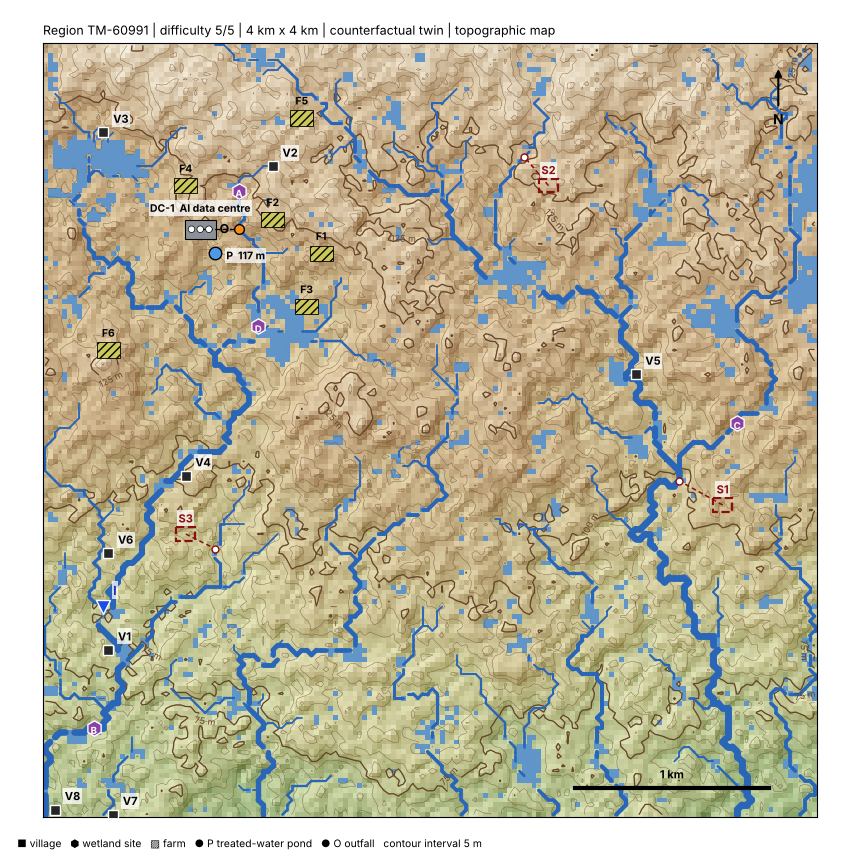 Region TM-60991 | difficulty 5/5 | 4 km x 4 km | counterfactual twin | topographic map
N
F5
V3
V2
S2
F4
A
DC-1 AI data centre
F2
F1
P 117 m
F3
D
F6
125 m
V5
C
V4
S1
S3
V6
I
V1
75 m
B
1 km
V8
V7
village
wetland site
farm
P treated-water pond
O outfall
contour interval 5 m